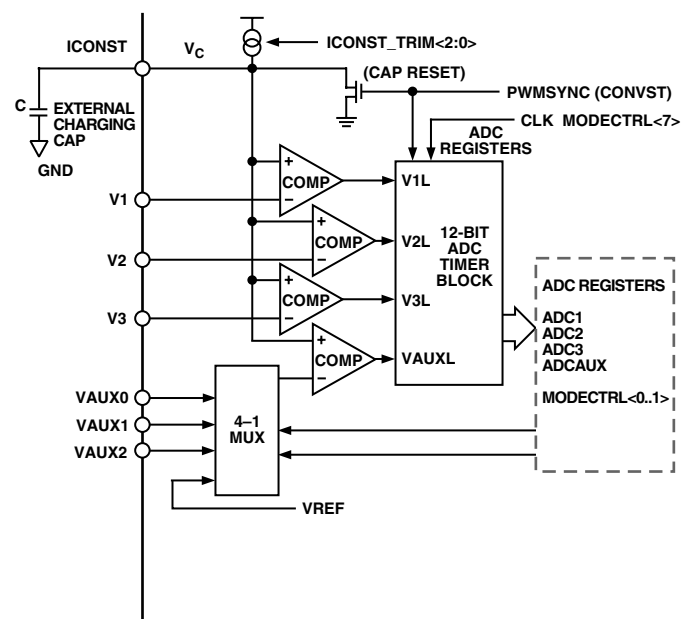 ICONST
VC
ICONST_TRIM<2:0>
(CAP RESET)
PWMSYNC (CONVST)
CLK MODECTRL<7>
ADC
REGISTERS
C
EXTERNAL
CHARGING
CAP
GND
V1
V2
V3
+
–
COMP
+
–
COMP
+
–
COMP
+
–
COMP
V1L
V2L
V3L
VAUXL
12-BIT
ADC
TIMER
BLOCK
ADC REGISTERS
ADC1
ADC2
ADC3
ADCAUX
MODECTRL<0..1>
VAUX0
VAUX1
VAUX2
4–1
MUX
VREF